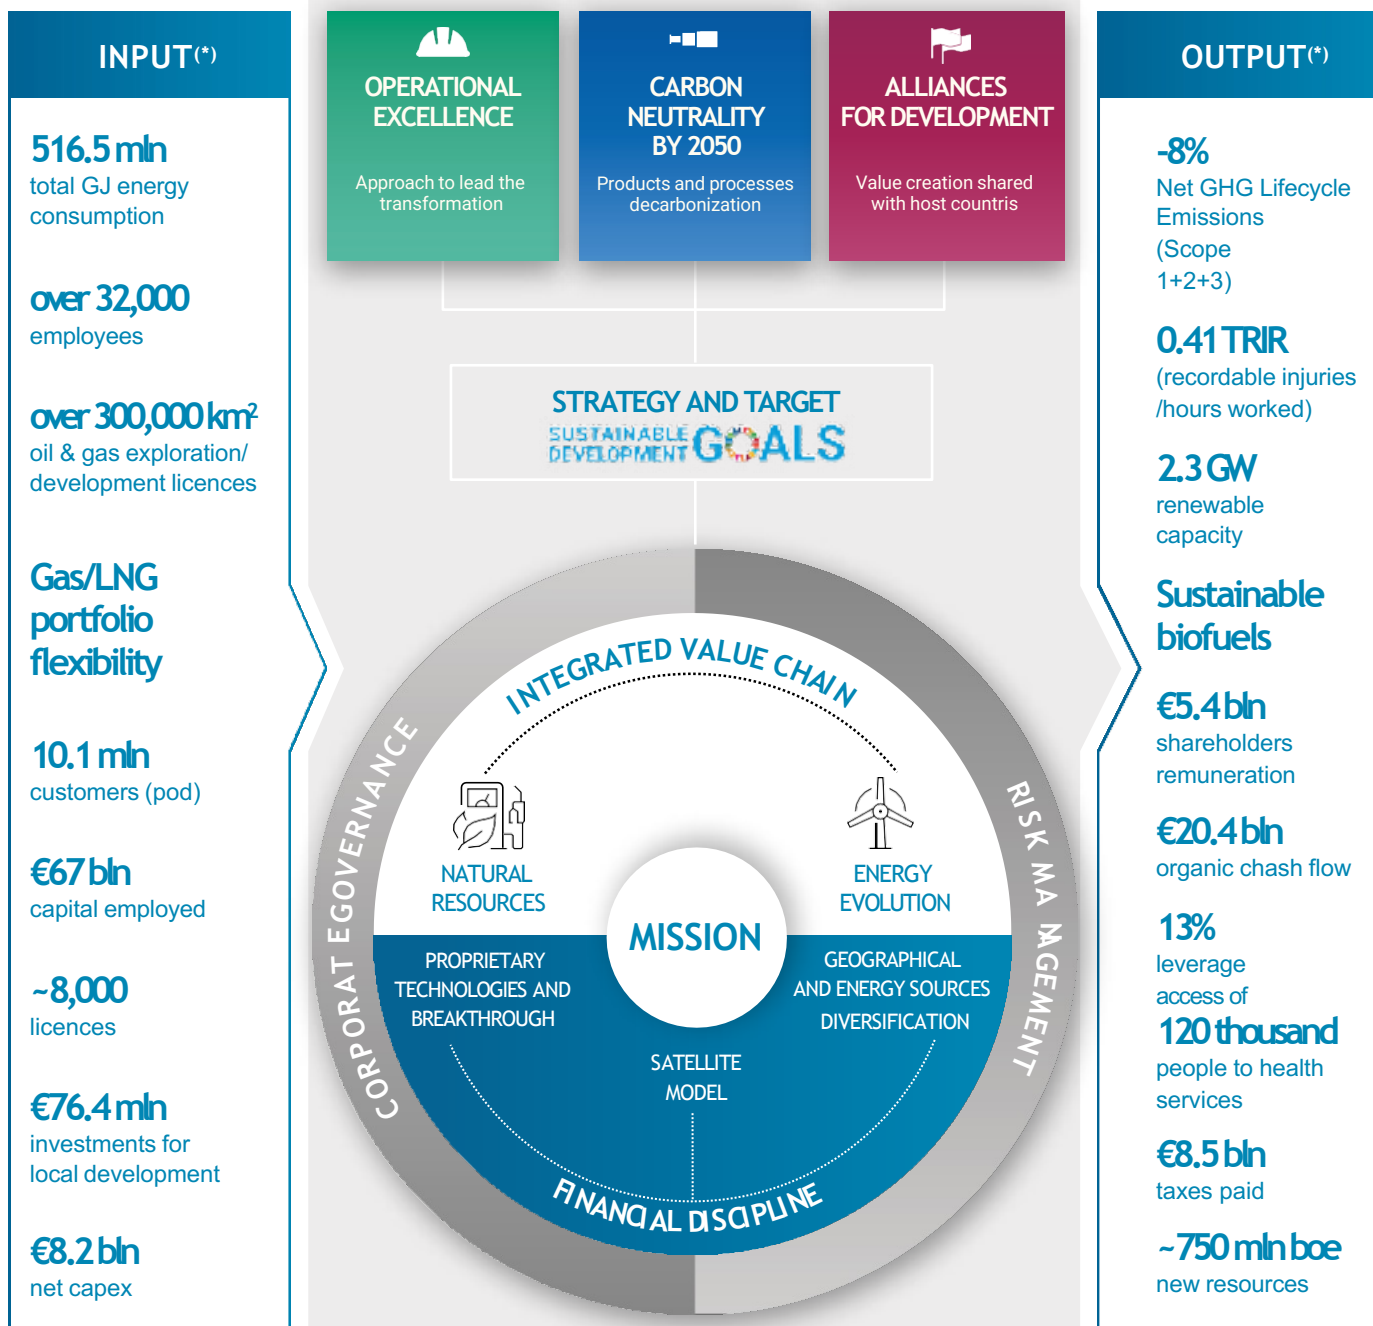 INPUT(*)
516.5 mln
total GJ energy
consumption
over 32,000
employees
over 300,000 km²
oil & gas exploration/
development licences
Gas/LNG
portfolio
flexibility
10.1 mln
customers (pod)
€67 bln
capital employed
~8,000
licences
€76.4 mln
investments for
local development
€8.2 bln
net capex
OPERATIONAL
EXCELLENCE
Approach to lead the
transformation
CARBON
NEUTRALITY
BY 2050
Products and processes
decarbonization
ALLIANCES
FOR DEVELOPMENT
Value creation shared
with host countris
STRATEGY AND TARGET
SUSTAINABLE
DEVELOPMENT
GOALS
CORPORAT EGOVERNANCE
RISK MA NAGEMENT
INTEGRATED VALUE CHAIN
NATURAL
RESOURCES
ENERGY
EVOLUTION
MISSION
PROPRIETARY
TECHNOLOGIES AND
BREAKTHROUGH
GEOGRAPHICAL
AND ENERGY SOURCES
DIVERSIFICATION
SATELLITE
MODEL
FINANCIAL DISCIPLINE
OUTPUT(*)
-8%
Net GHG Lifecycle
Emissions
(Scope
1+2+3)
0.41 TRIR
(recordable injuries
/hours worked)
2.3 GW
renewable
capacity
Sustainable
biofuels
€5.4 bln
shareholders
remuneration
€20.4 bln
organic chash flow
13%
leverage
access of
120 thousand
people to health
services
€8.5 bln
taxes paid
~750 mln boe
new resources